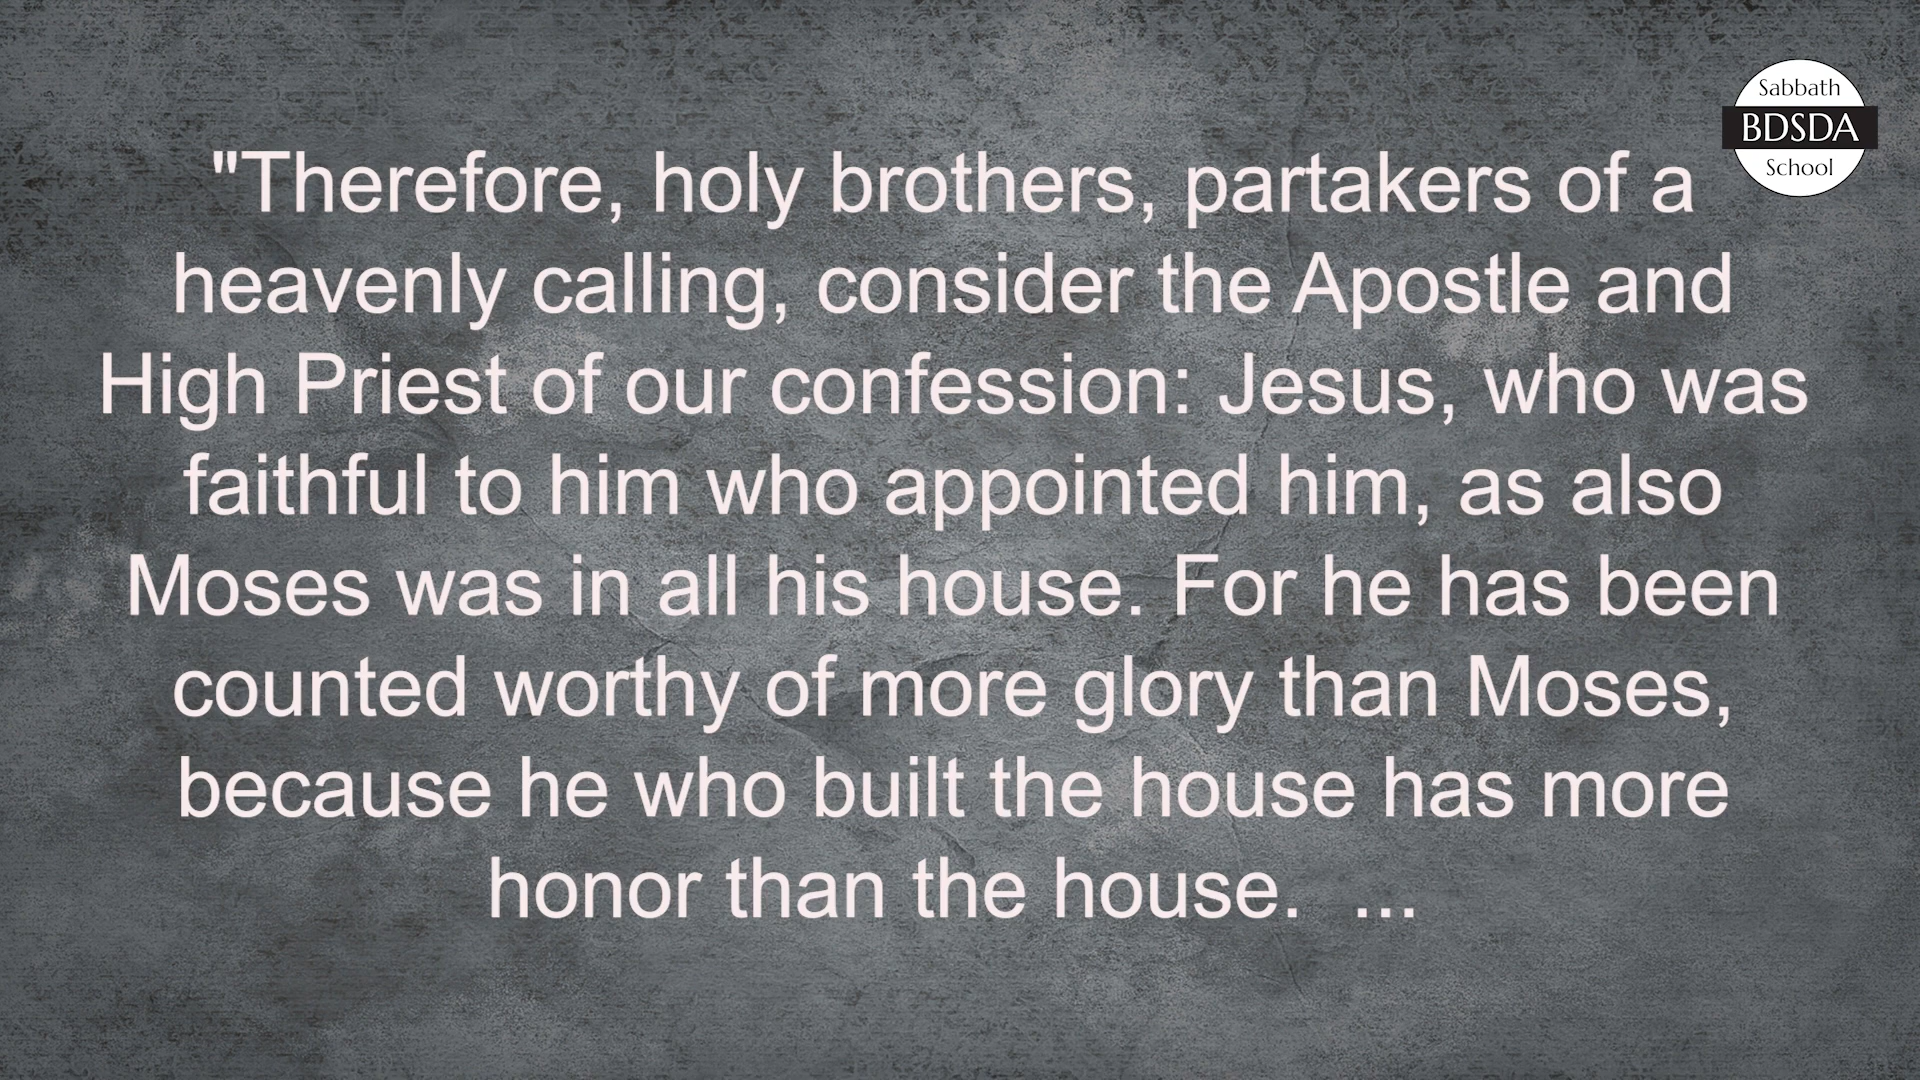 Sabbath
BDSDA
School
"Therefore, holy brothers, partakers of a
heavenly calling, consider the Apostle and
High Priest of our confession: Jesus, who was
faithful to him who appointed him, as also
Moses was in all his house. For he has been
counted worthy of more glory than Moses,
because he who built the house has more
honor than the house.  ...